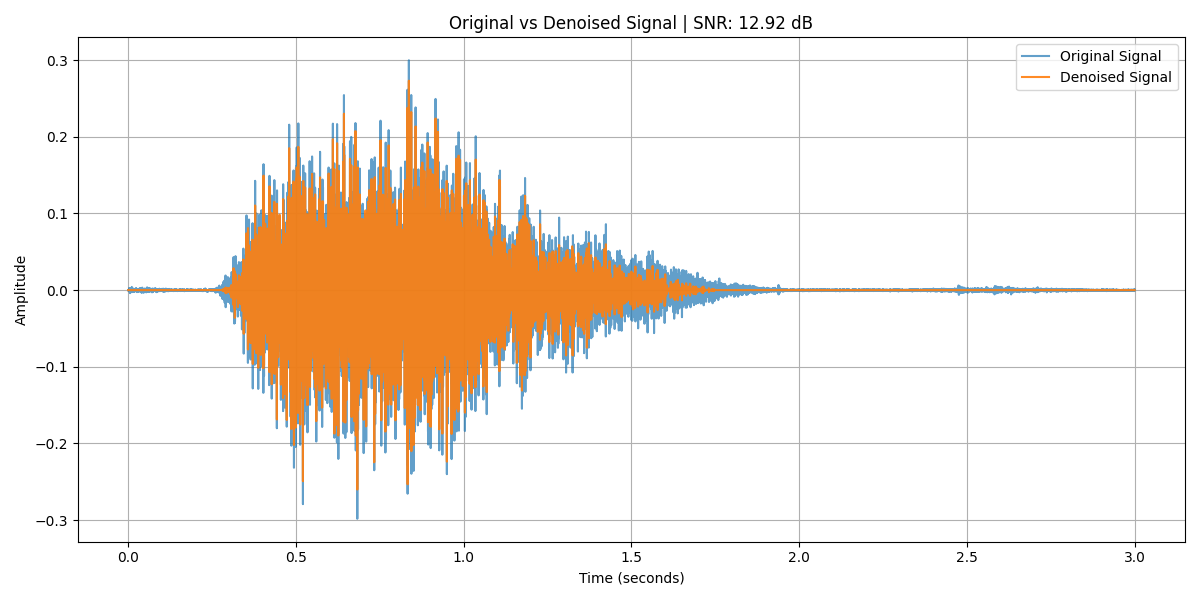 Original vs Denoised Signal | SNR: 12.92 dB
Original Signal
Denoised Signal
0.3
0.2
0.1
0.0
−0.1
−0.2
−0.3
Amplitude
0.0 0.5 1.0 1.5 2.0 2.5 3.0
Time (seconds)